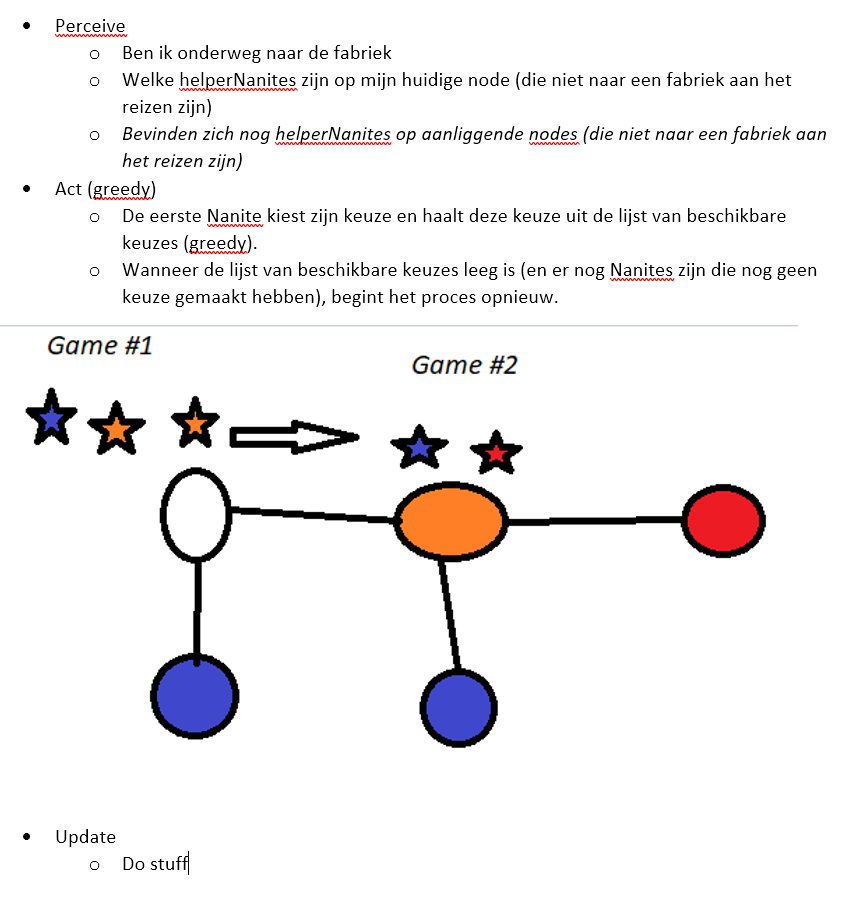 • Perceive
o Ben ik onderweg naar de fabriek
o Welke helperNanites zijn op mijn huidige node (die niet naar een fabriek aan het
reizen zijn)
o Bevinden zich nog helperNanites op aanliggende nodes (die niet naar een fabriek aan
het reizen zijn)
• Act (greedy)
o De eerste Nanite kiest zijn keuze en haalt deze keuze uit de lijst van beschikbare
keuzes (greedy).
o Wanneer de lijst van beschikbare keuzes leeg is (en er nog Nanites zijn die nog geen
keuze gemaakt hebben), begint het proces opnieuw.
Game #1
Game #2
• Update
o Do stuff